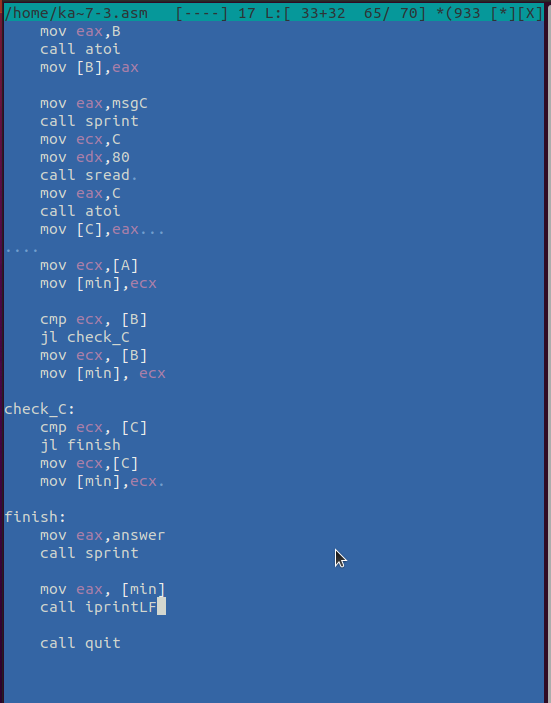 /home/ka~7-3.asm   [----] 17 L:[ 33+32  65/ 70] *(933 [*][X]
    mov eax,B
    call atoi
    mov [B],eax

    mov eax,msgC
    call sprint
    mov ecx,C
    mov edx,80
    call sread.
    mov eax,C
    call atoi
    mov [C],eax...
....
    mov ecx,[A]
    mov [min],ecx

    cmp ecx, [B]
    jl check_C
    mov ecx, [B]
    mov [min], ecx

check_C:
    cmp ecx, [C]
    jl finish
    mov ecx,[C]
    mov [min],ecx.

finish:
    mov eax,answer
    call sprint

    mov eax, [min]
    call iprintLF

    call quit